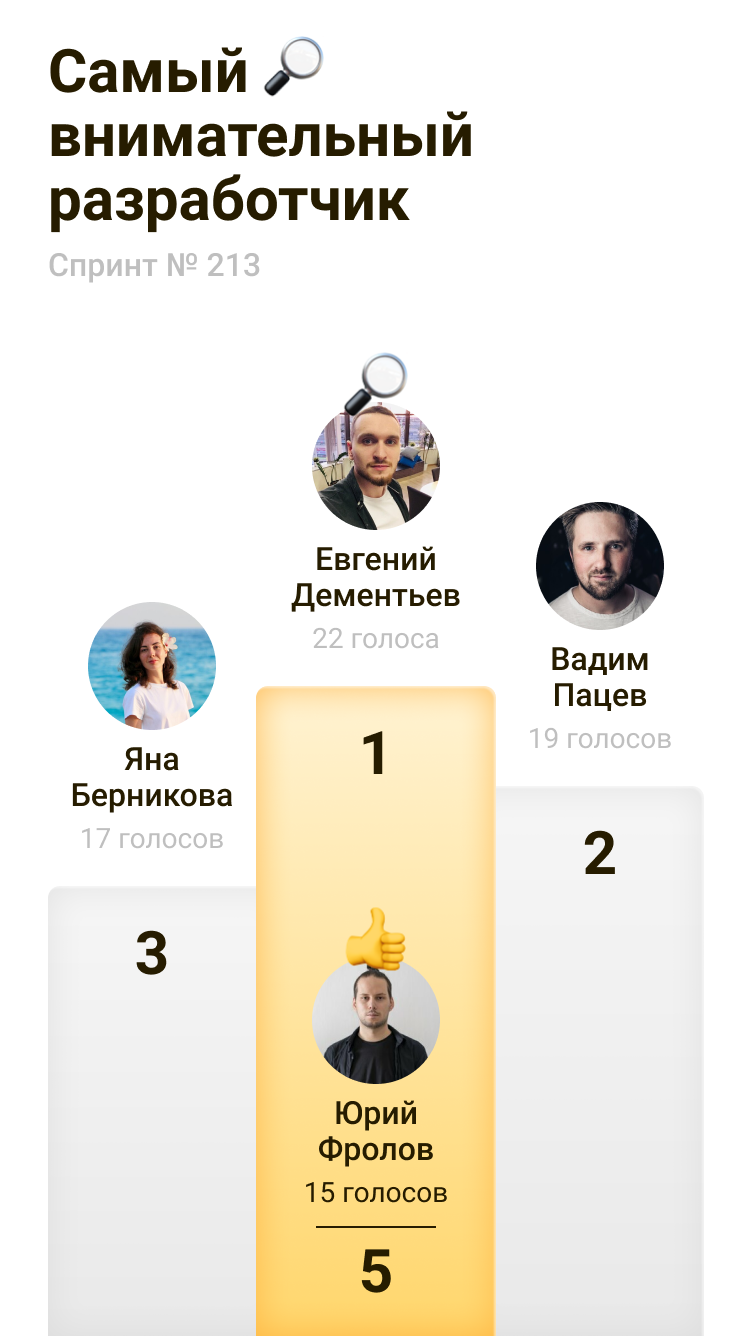 Самый
внимательный
разработчик
Спринт № 213
Евгений
Дементьев
22 голоса
Вадим
Пацев
19 голосов
Яна
Берникова
17 голосов
1
2
3
Юрий
Фролов
15 голосов
5